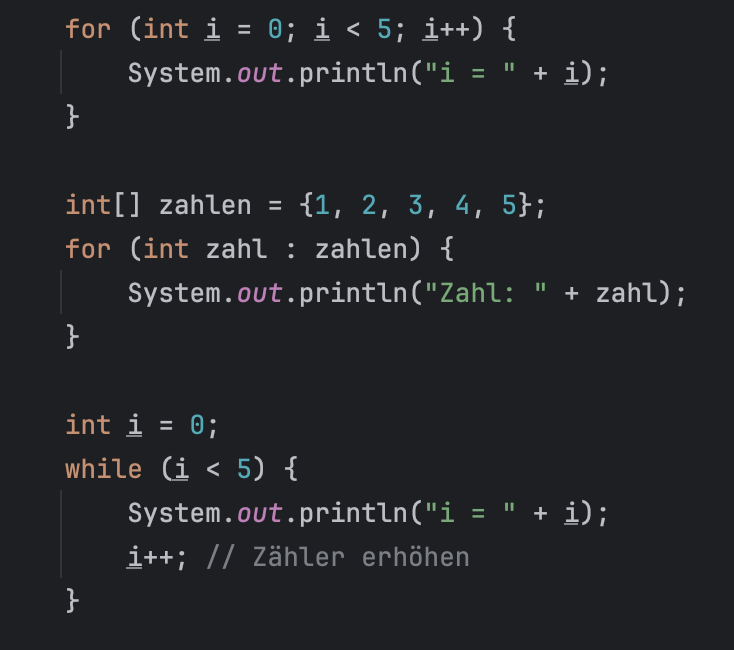 for (int i = 0; i < 5; i++) {
    System.out.println("i = " + i);
}

int[] zahlen = {1, 2, 3, 4, 5};
for (int zahl : zahlen) {
    System.out.println("Zahl: " + zahl);
}

int i = 0;
while (i < 5) {
    System.out.println("i = " + i);
    i++; // Zähler erhöhen
}